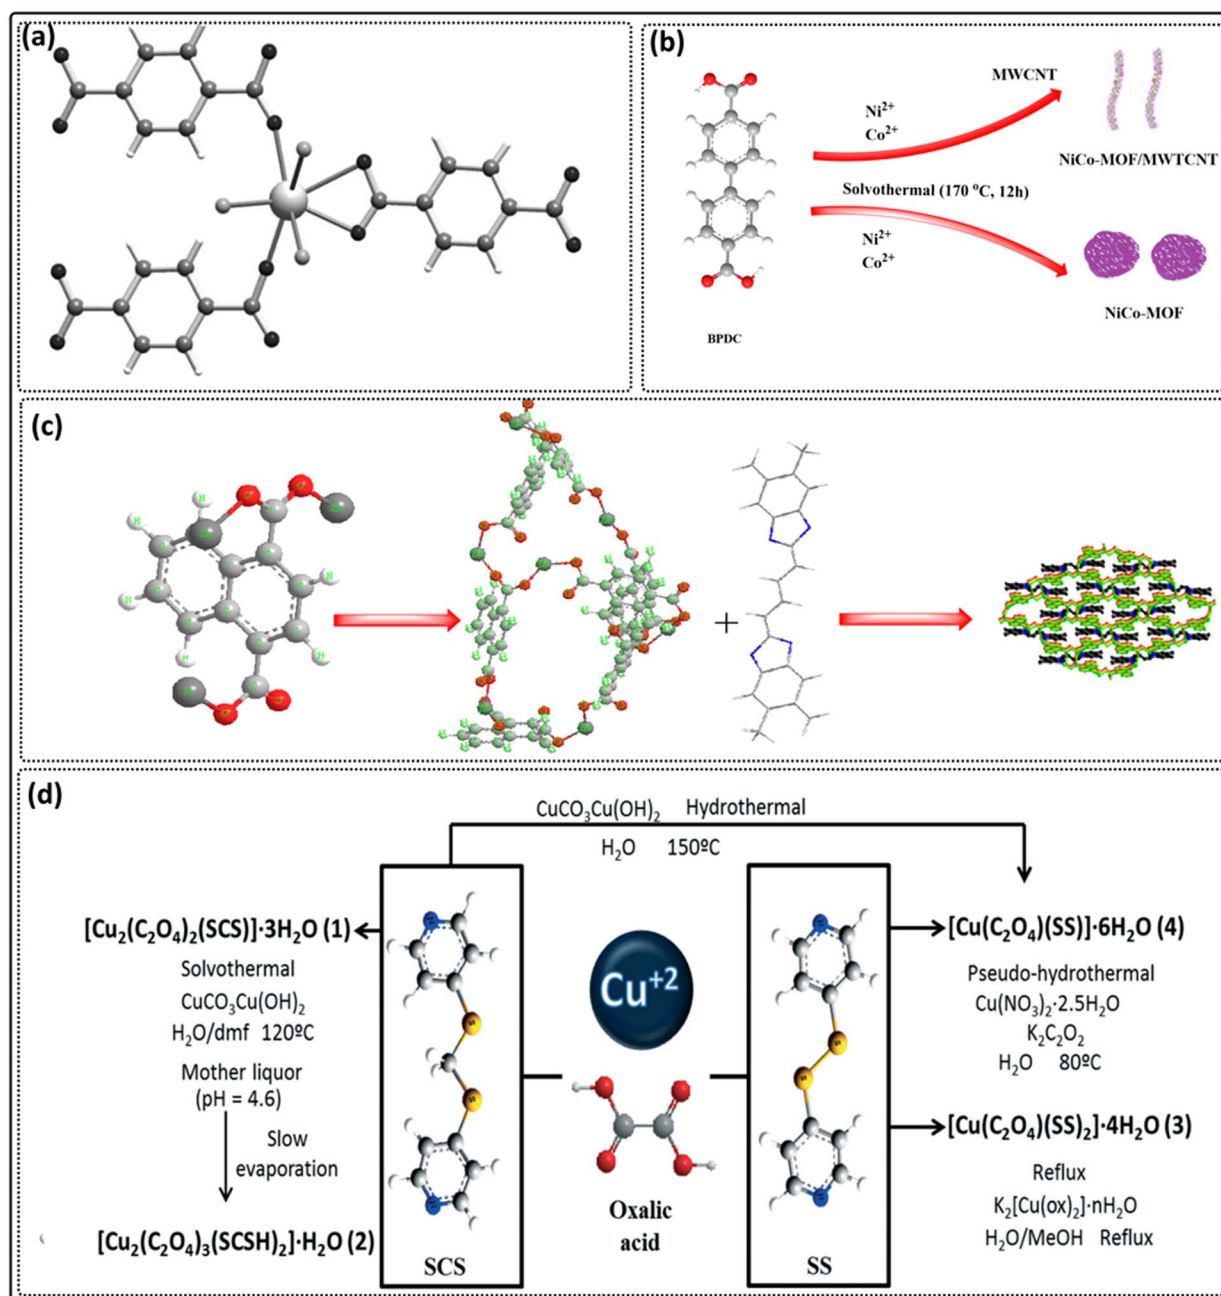 (a)
(b)
MWCNT
Ni²⁺
Co²⁺
NiCo-MOF/MWTCNT
Solvothermal (170 °C, 12h)
Ni²⁺
Co²⁺
NiCo-MOF
BPDC
(c)
+
(d)
CuCO₃Cu(OH)₂ Hydrothermal
H₂O 150ºC
[Cu₂(C₂O₄)₂(SCS)]·3H₂O (1)
Solvothermal
CuCO₃Cu(OH)₂
H₂O/dmf 120ºC
Mother liquor
(pH = 4.6)
Slow
evaporation
[Cu₂(C₂O₄)₃(SCSH)₂]·H₂O (2)
SCS
Cu⁺²
Oxalic
acid
SS
[Cu(C₂O₄)(SS)]·6H₂O (4)
Pseudo-hydrothermal
Cu(NO₃)₂·2.5H₂O
K₂C₂O₂
H₂O 80ºC
[Cu(C₂O₄)(SS)₂]·4H₂O (3)
Reflux
K₂[Cu(ox)₂]·nH₂O
H₂O/MeOH Reflux